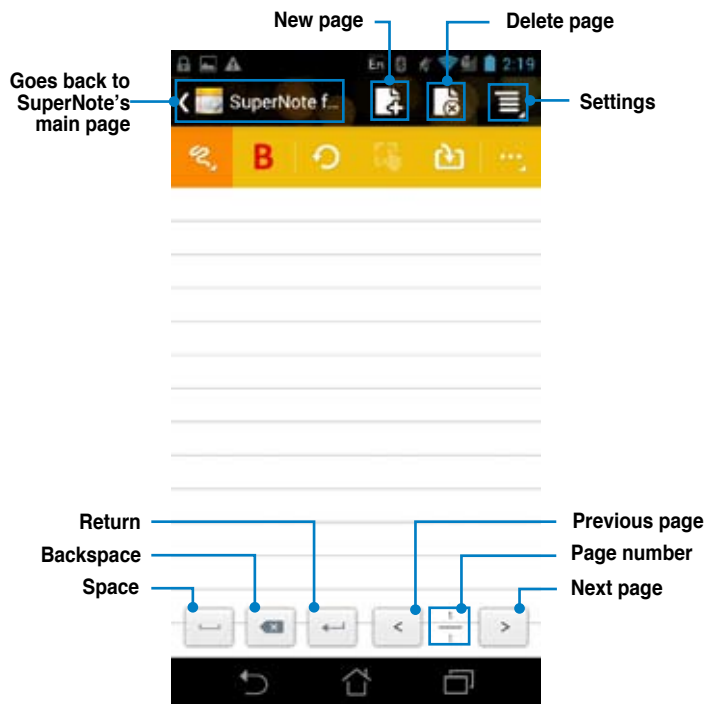 New page
Delete page
En
2:19
Goes back to
SuperNote's
main page
SuperNote f...
Settings
B
Return
Previous page
Backspace
Page number
Space
Next page